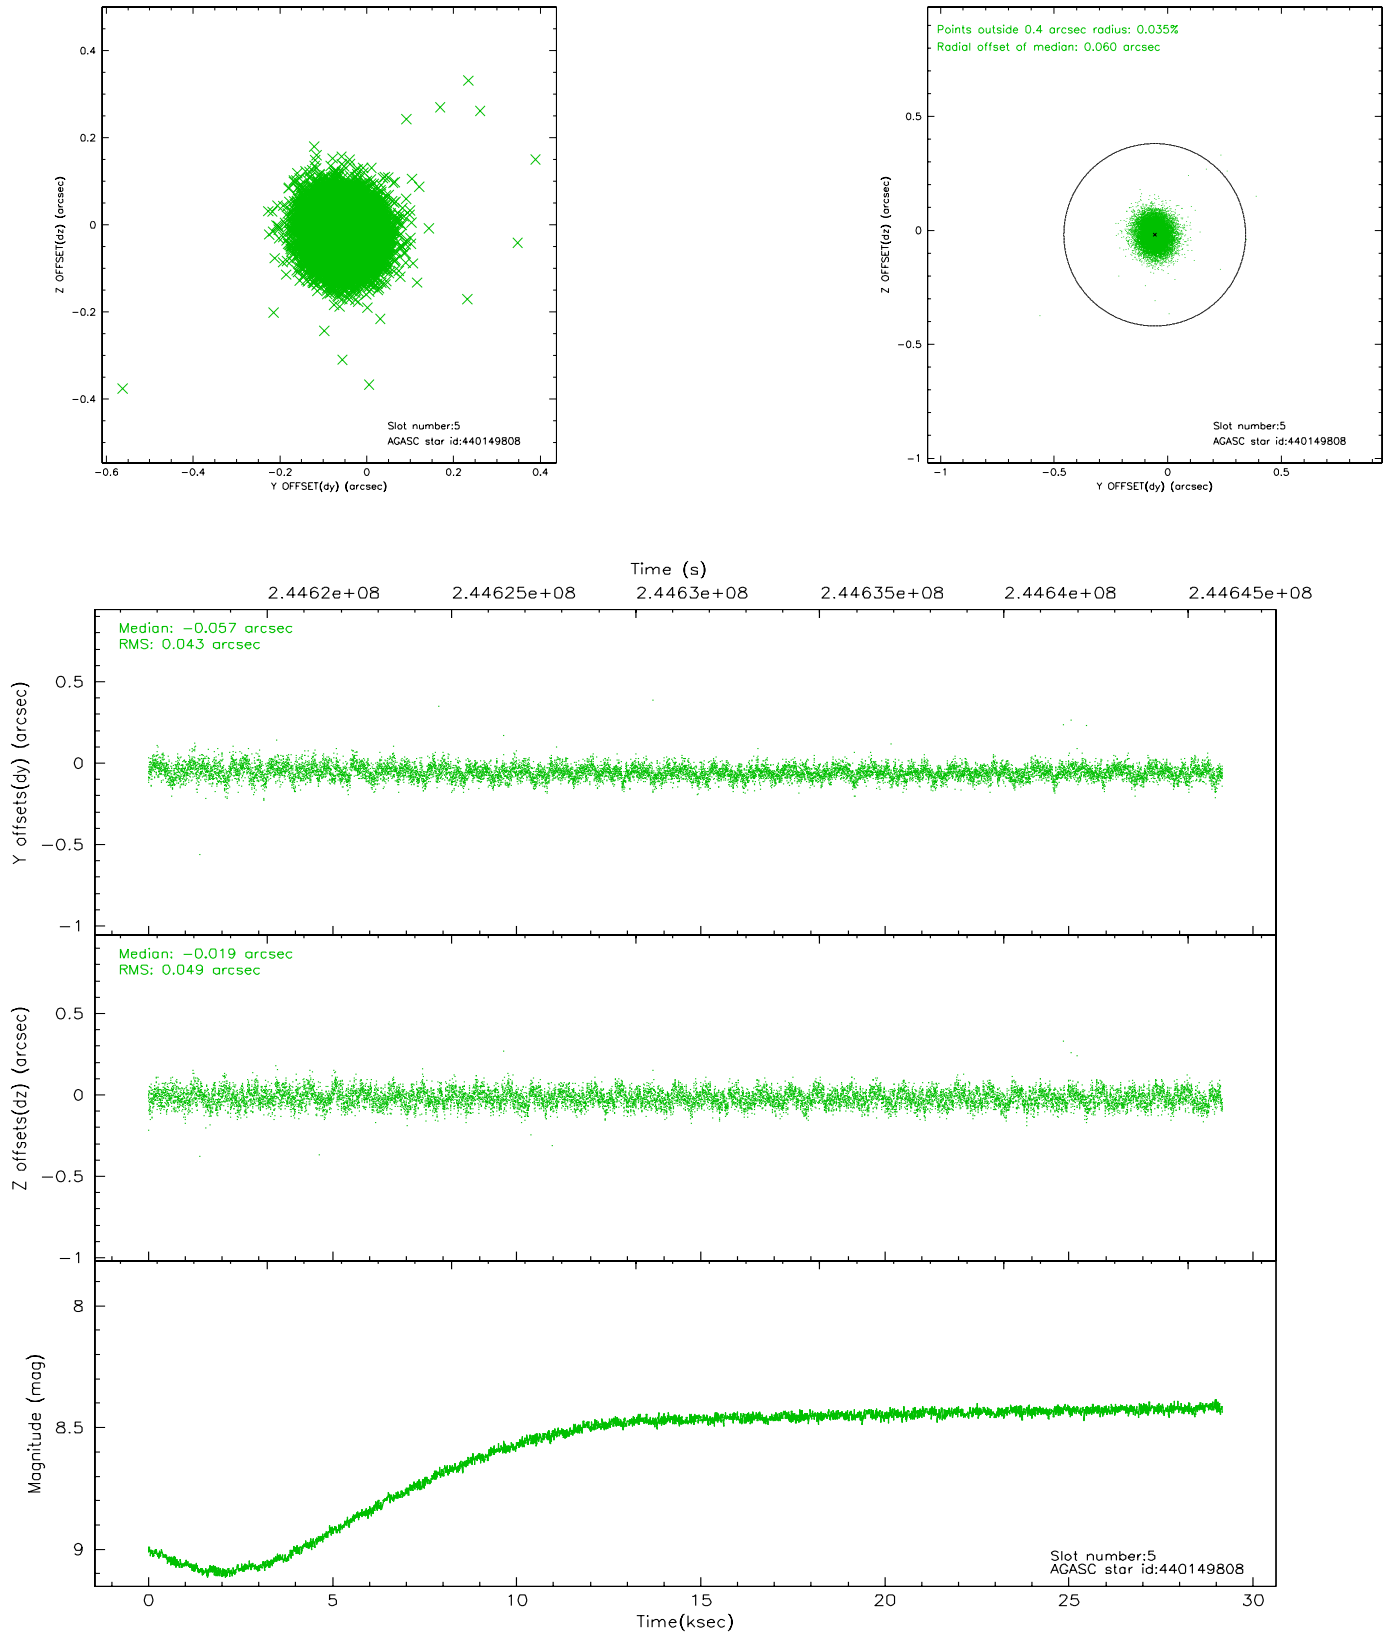 0.4
0.2
0
−0.2
−0.4
Z OFFSET(dz) (arcsec)
Slot number:5
AGASC star id:440149808
−0.6 −0.4 −0.2 0 0.2 0.4
Y OFFSET(dy) (arcsec)
Points outside 0.4 arcsec radius: 0.035%
Radial offset of median: 0.060 arcsec
0.5
0
−0.5
−1
Z OFFSET(dz) (arcsec)
Slot number:5
AGASC star id:440149808
−1 −0.5 0 0.5
Y OFFSET(dy) (arcsec)
Time (s)
2.4462e+08 2.44625e+08 2.4463e+08 2.44635e+08 2.4464e+08 2.44645e+08
Median: −0.057 arcsec
RMS: 0.043 arcsec
0.5
0
−0.5
−1
Y offsets(dy) (arcsec)
Median: −0.019 arcsec
RMS: 0.049 arcsec
0.5
0
−0.5
−1
Z offsets(dz) (arcsec)
8
8.5
9
Magnitude (mag)
Slot number:5
AGASC star id:440149808
0 5 10 15 20 25 30
Time(ksec)